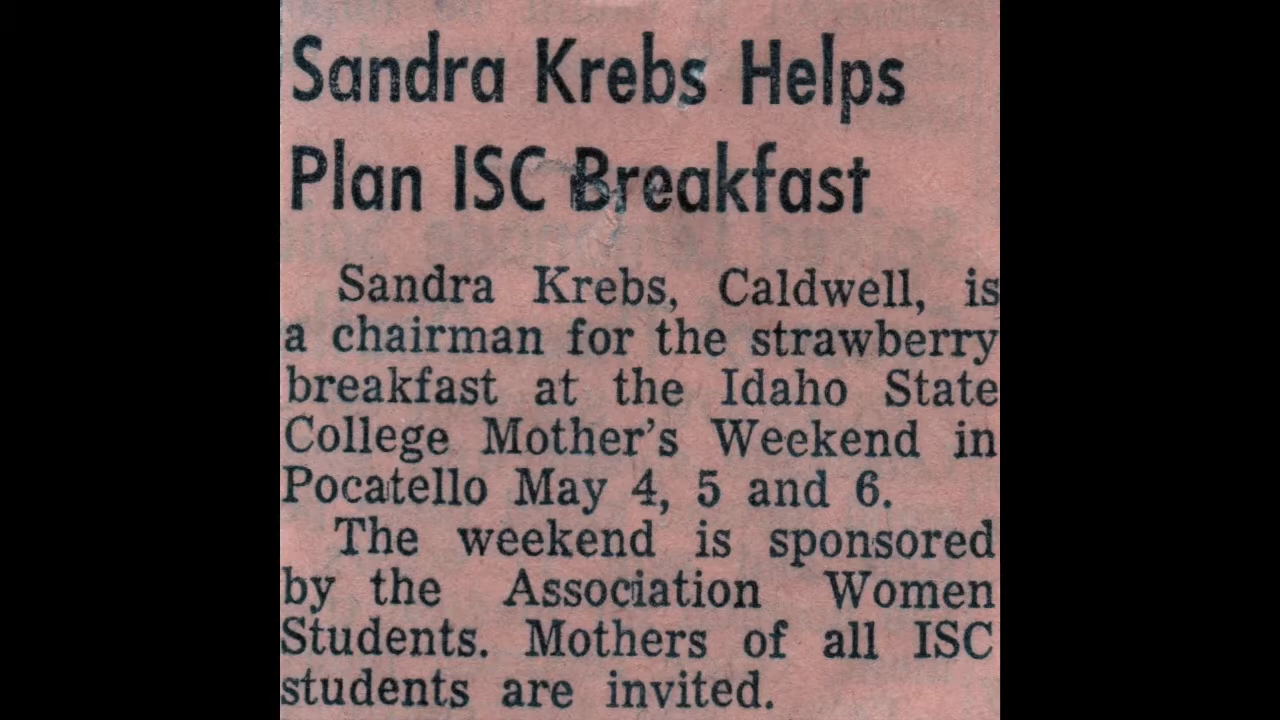 Sandra Krebs Helps
Plan ISC Breakfast
Sandra Krebs, Caldwell, is
a chairman for the strawberry
breakfast at the Idaho State
College Mother's Weekend in
Pocatello May 4, 5 and 6.
The weekend is sponsored
by the Association Women
Students. Mothers of all ISC
students are invited.